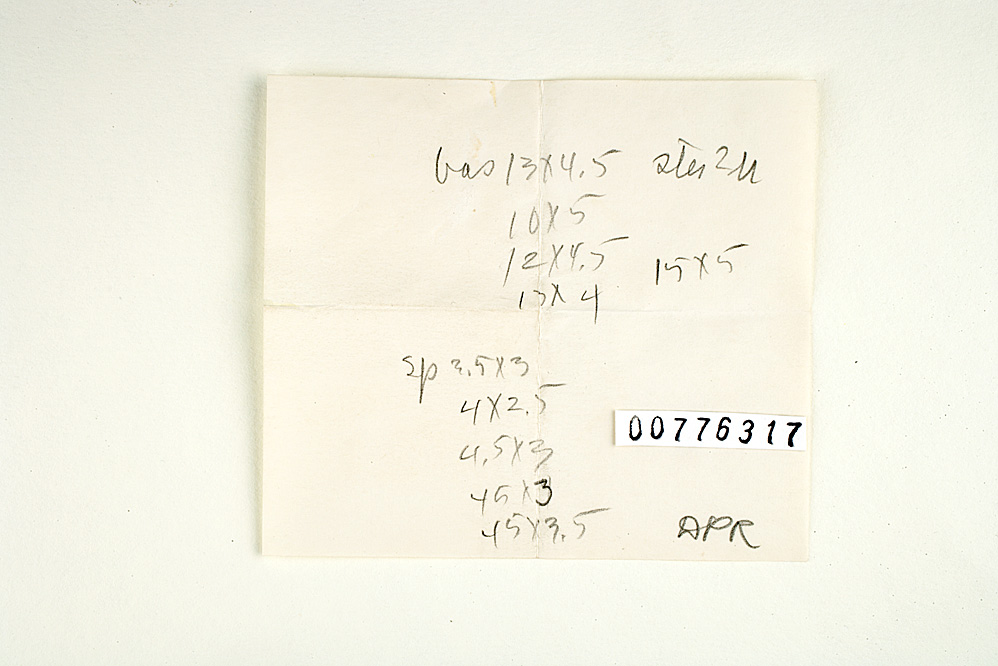 bas 13X4.5 ster 2µ
10X5
12X4.5 15X5
13X4
sp 3.5X3
4X2.5
00776317
4.5X3
45X3
45X3.5 APR